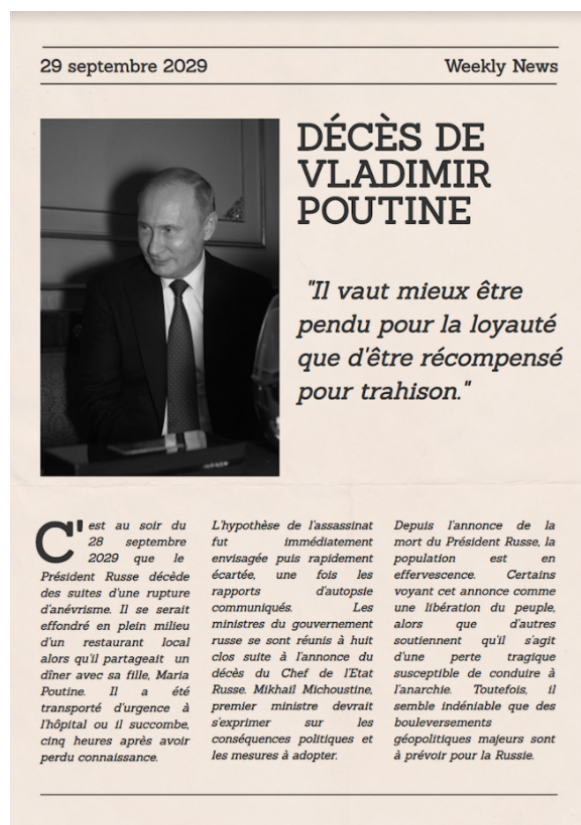 29 septembre 2029
Weekly News
DÉCÈS DE
VLADIMIR
POUTINE
"Il vaut mieux être
pendu pour la loyauté
que d'être récompensé
pour trahison."
C'est au soir du
28 septembre
2029 que le
Président Russe décède
des suites d'une rupture
d'anévrisme. Il se serait
effondré en plein milieu
d'un restaurant local
alors qu'il partageait un
dîner avec sa fille, Maria
Poutine. Il a été
transporté d'urgence à
l'hôpital ou il succombe,
cinq heures après avoir
perdu connaissance.
L'hypothèse de l'assassinat
fut immédiatement
envisagée puis rapidement
écartée, une fois les
rapports d'autopsie
communiqués. Les
ministres du gouvernement
russe se sont réunis à huit
clos suite à l'annonce du
décès du Chef de l'Etat
Russe. Mikhaïl Michoustine,
premier ministre devrait
s'exprimer sur les
conséquences politiques et
les mesures à adopter.
Depuis l'annonce de la
mort du Président Russe, la
population est en
effervescence. Certains
voyant cet annonce comme
une libération du peuple,
alors que d'autres
soutiennent qu'il s'agit
d'une perte tragique
susceptible de conduire à
l'anarchie. Toutefois, il
semble indéniable que des
bouleversements
géopolitiques majeurs sont
à prévoir pour la Russie.